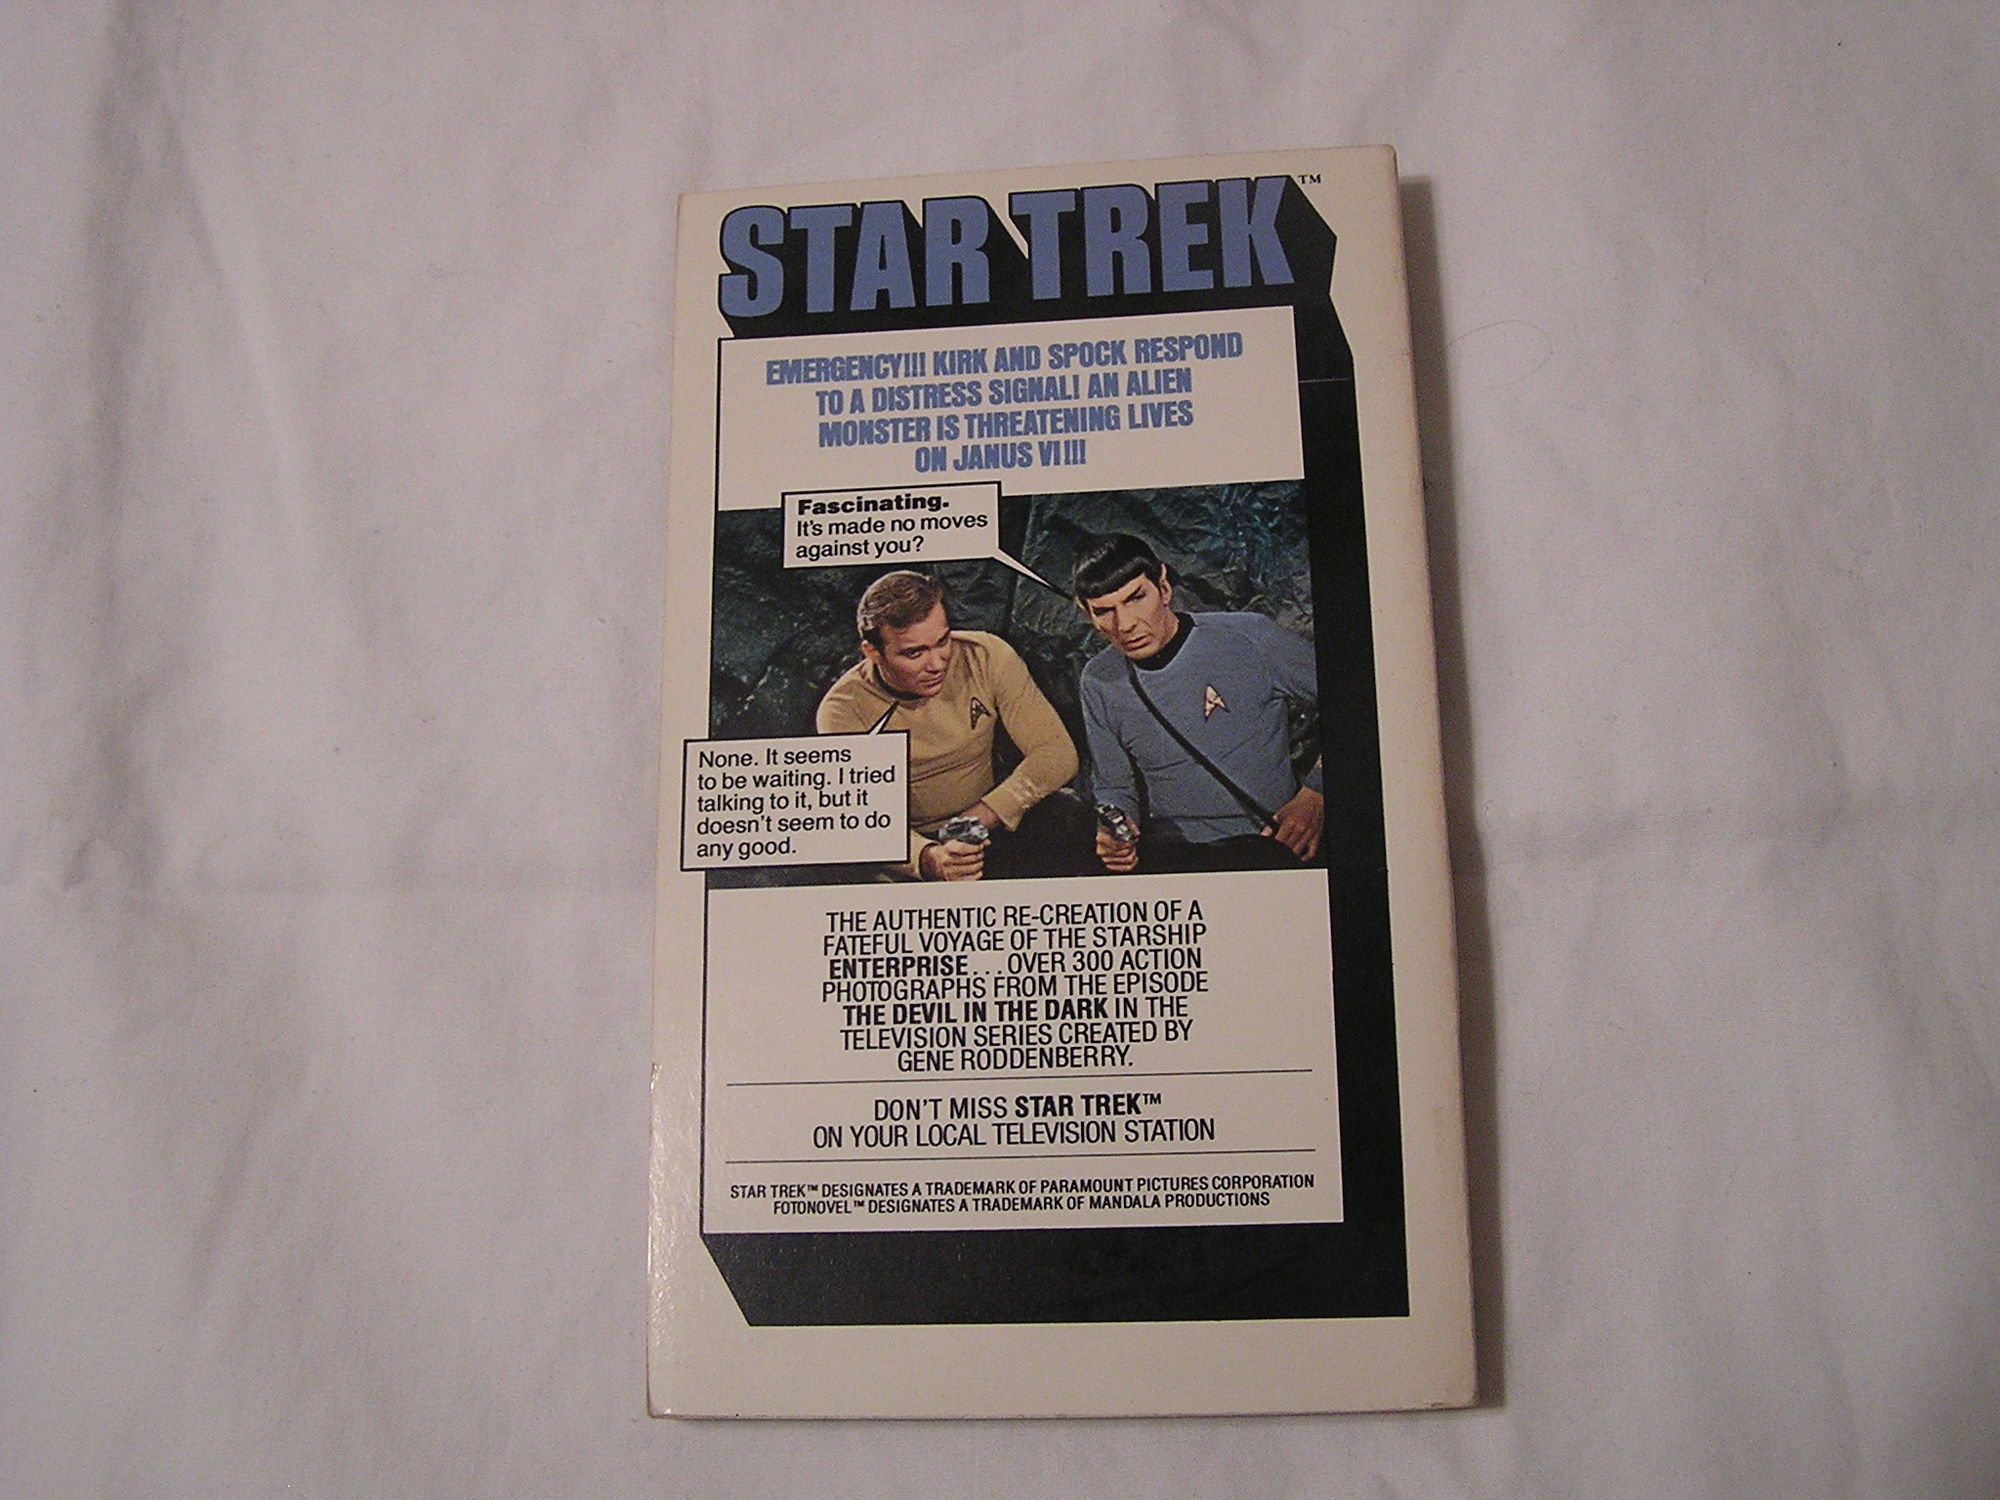 STAR TREK™
EMERGENCY!!! KIRK AND SPOCK RESPOND
TO A DISTRESS SIGNAL! AN ALIEN
MONSTER IS THREATENING LIVES
ON JANUS VI!!!
Fascinating.
It's made no moves
against you?
None. It seems
to be waiting. I tried
talking to it, but it
doesn't seem to do
any good.
THE AUTHENTIC RE-CREATION OF A
FATEFUL VOYAGE OF THE STARSHIP
ENTERPRISE...OVER 300 ACTION
PHOTOGRAPHS FROM THE EPISODE
THE DEVIL IN THE DARK IN THE
TELEVISION SERIES CREATED BY
GENE RODDENBERRY.
DON'T MISS STAR TREK™
ON YOUR LOCAL TELEVISION STATION
STAR TREK™ DESIGNATES A TRADEMARK OF PARAMOUNT PICTURES CORPORATION
FOTONOVEL™ DESIGNATES A TRADEMARK OF MANDALA PRODUCTIONS